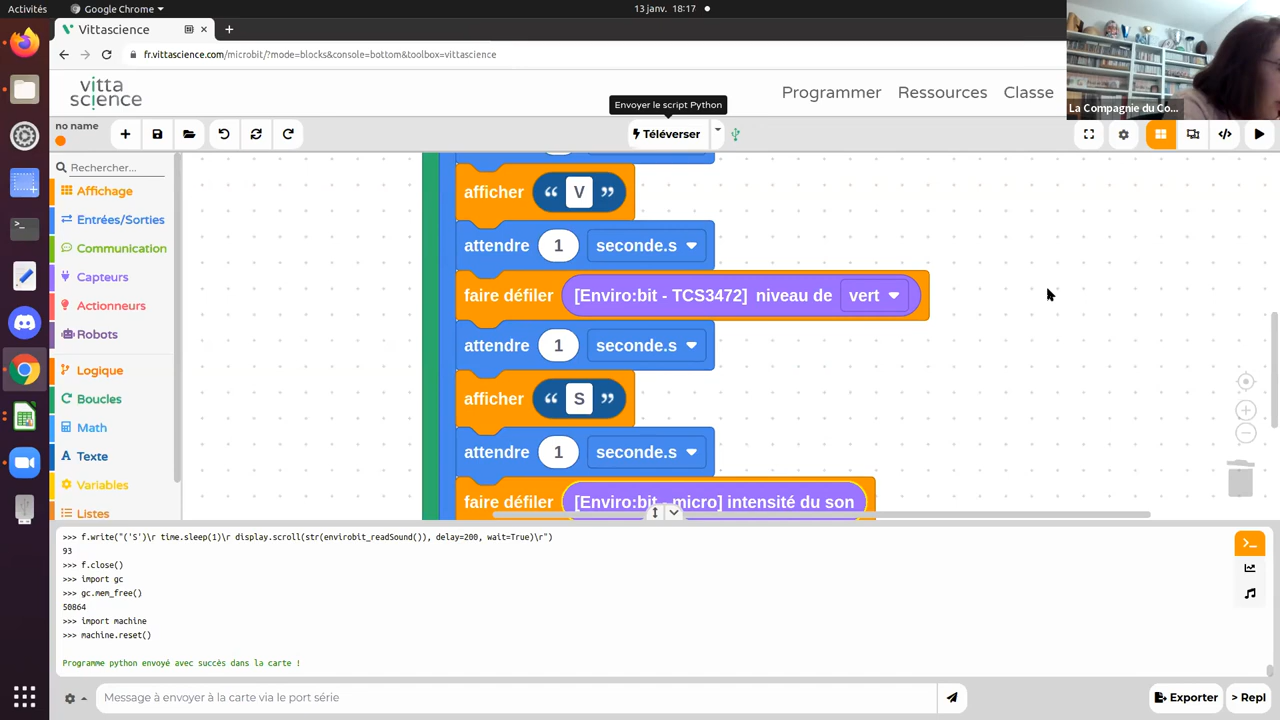 Activités
Google Chrome
13 janv. 18:17
Vittascience
fr.vittascience.com/microbit/?mode=blocks&console=bottom&toolbox=vittascience
vitta
science
Envoyer le script Python
Programmer
Ressources
Classe
La Compagnie du Co...
no name
Téléverser
Rechercher...
Affichage
Entrées/Sorties
Communication
Capteurs
Actionneurs
Robots
Logique
Boucles
Math
Texte
Variables
Listes
afficher “ V ”
attendre 1 seconde.s
faire défiler [Enviro:bit - TCS3472] niveau de vert
attendre 1 seconde.s
afficher “ S ”
attendre 1 seconde.s
faire défiler [Enviro:bit - micro] intensité du son
>>> f.write("('S')\r time.sleep(1)\r display.scroll(str(envirobit_readSound()), delay=200, wait=True)\r")
93
>>> f.close()
>>> import gc
>>> gc.mem_free()
50864
>>> import machine
>>> machine.reset()
Programme python envoyé avec succès dans la carte !
Message à envoyer à la carte via le port série
Exporter
> Repl